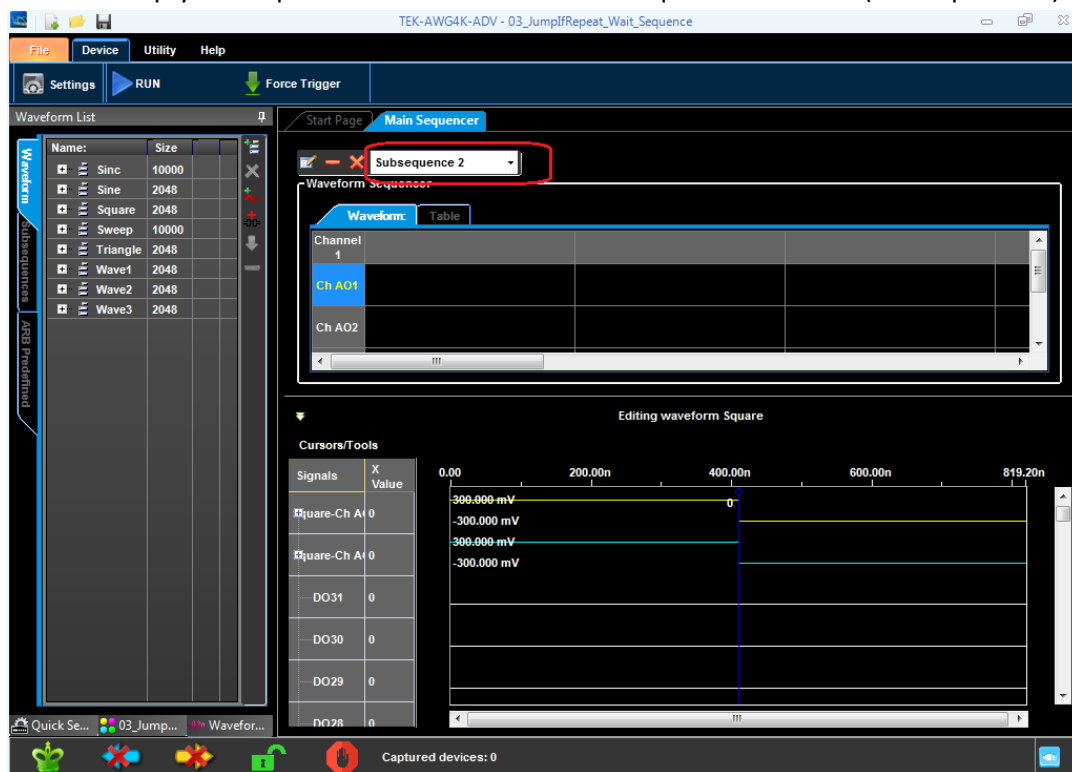 TEK-AWG4K-ADV - 03_JumpIfRepeat_Wait_Sequence
File Device Utility Help
Settings RUN Force Trigger
Waveform List
Start Page Main Sequencer
Waveform
Subsequences
ARB Predefined
Name: Size
Sinc 10000
Sine 2048
Square 2048
Sweep 10000
Triangle 2048
Wave1 2048
Wave2 2048
Wave3 2048
Subsequence 2
Waveform Sequencer
Waveform: Table
Channel
1
Ch AO1
Ch AO2
Editing waveform Square
Cursors/Tools
Signals X
Value
0.00 200.00n 400.00n 600.00n 819.20n
quare-Ch A 0
300.000 mV
0
-300.000 mV
quare-Ch A 0
300.000 mV
-300.000 mV
DO31 0
DO30 0
DO29 0
DO28 0
Quick Se... 03_Jump... Wavefor...
Captured devices: 0